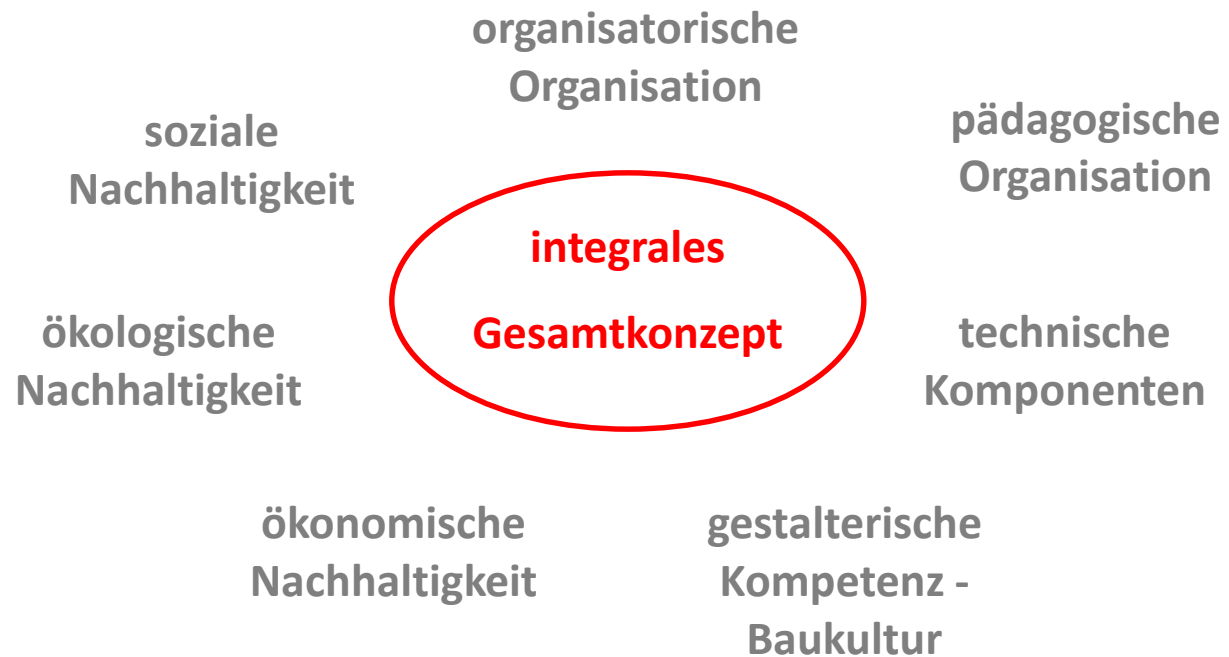 organisatorische
Organisation
pädagogische
Organisation
soziale
Nachhaltigkeit
integrales
Gesamtkonzept
ökologische
Nachhaltigkeit
technische
Komponenten
ökonomische
Nachhaltigkeit
gestalterische
Kompetenz -
Baukultur